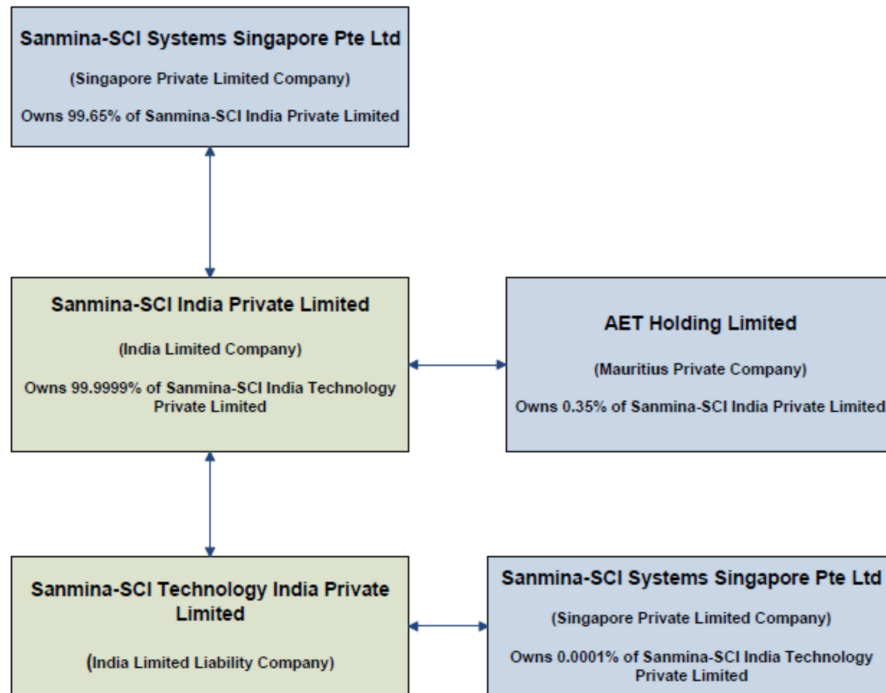 Sanmina-SCI Systems Singapore Pte Ltd
(Singapore Private Limited Company)
Owns 99.65% of Sanmina-SCI India Private Limited
Sanmina-SCI India Private Limited
(India Limited Company)
Owns 99.9999% of Sanmina-SCI India Technology
Private Limited
AET Holding Limited
(Mauritius Private Company)
Owns 0.35% of Sanmina-SCI India Private Limited
Sanmina-SCI Technology India Private
Limited
(India Limited Liability Company)
Sanmina-SCI Systems Singapore Pte Ltd
(Singapore Private Limited Company)
Owns 0.0001% of Sanmina-SCI India Technology
Private Limited